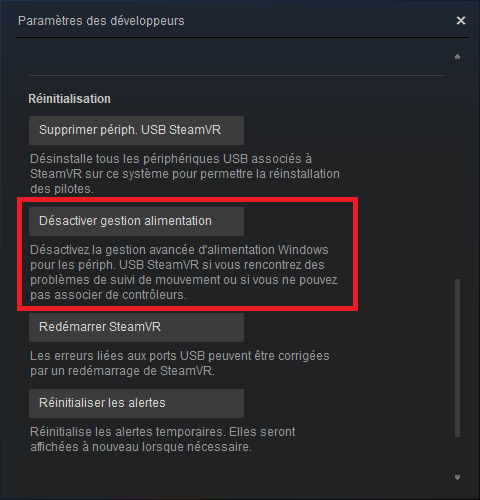 Paramètres des développeurs
Réinitialisation
Supprimer périph. USB SteamVR
Désinstalle tous les périphériques USB associés à
SteamVR sur ce système pour permettre la réinstallation
des pilotes.
Désactiver gestion alimentation
Désactivez la gestion avancée d'alimentation Windows
pour les périph. USB SteamVR si vous rencontrez des
problèmes de suivi de mouvement ou si vous ne pouvez
pas associer de contrôleurs.
Redémarrer SteamVR
Les erreurs liées aux ports USB peuvent être corrigées
par un redémarrage de SteamVR.
Réinitialiser les alertes
Réinitialise les alertes temporaires. Elles seront
affichées à nouveau lorsque nécessaire.